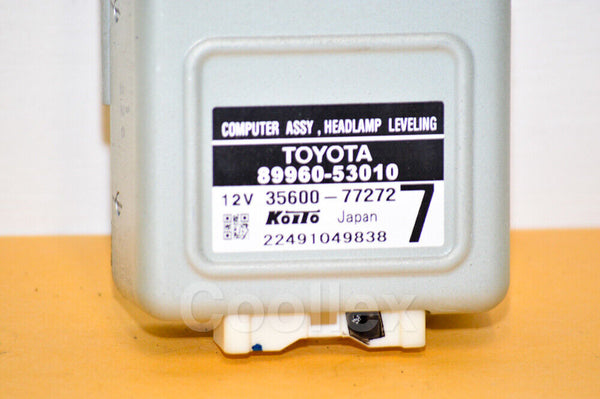 COMPUTER ASSY , HEADLAMP LEVELING
TOYOTA
89960-53010
12V 35600-77272 7
KOITO Japan
22491049838
Coollex